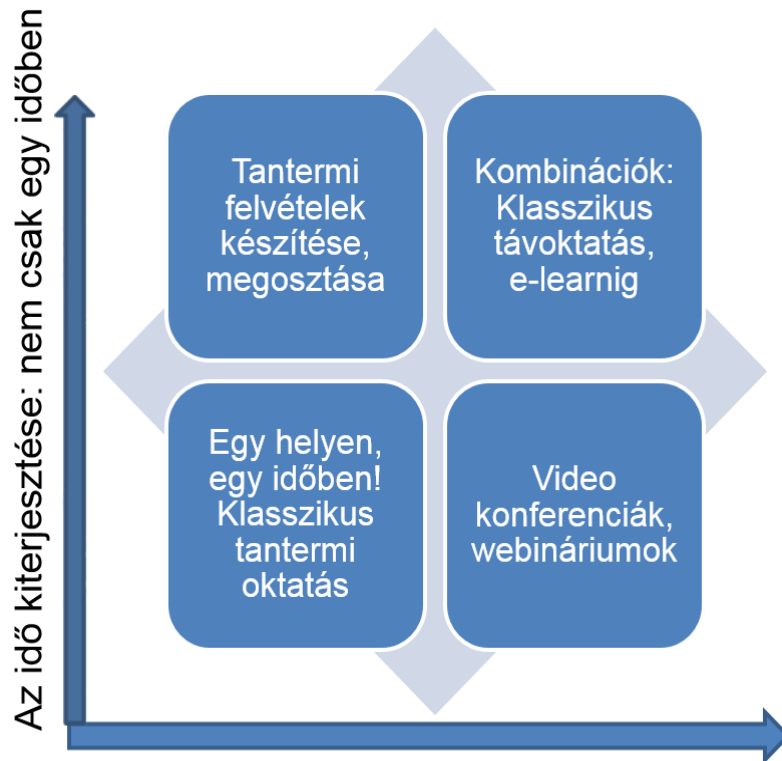 Az idő kiterjesztése: nem csak egy időben
Tantermi
felvételek
készítése,
megosztása
Kombinációk:
Klasszikus
távoktatás,
e-learnig
Egy helyen,
egy időben!
Klasszikus
tantermi
oktatás
Video
konferenciák,
webináriumok